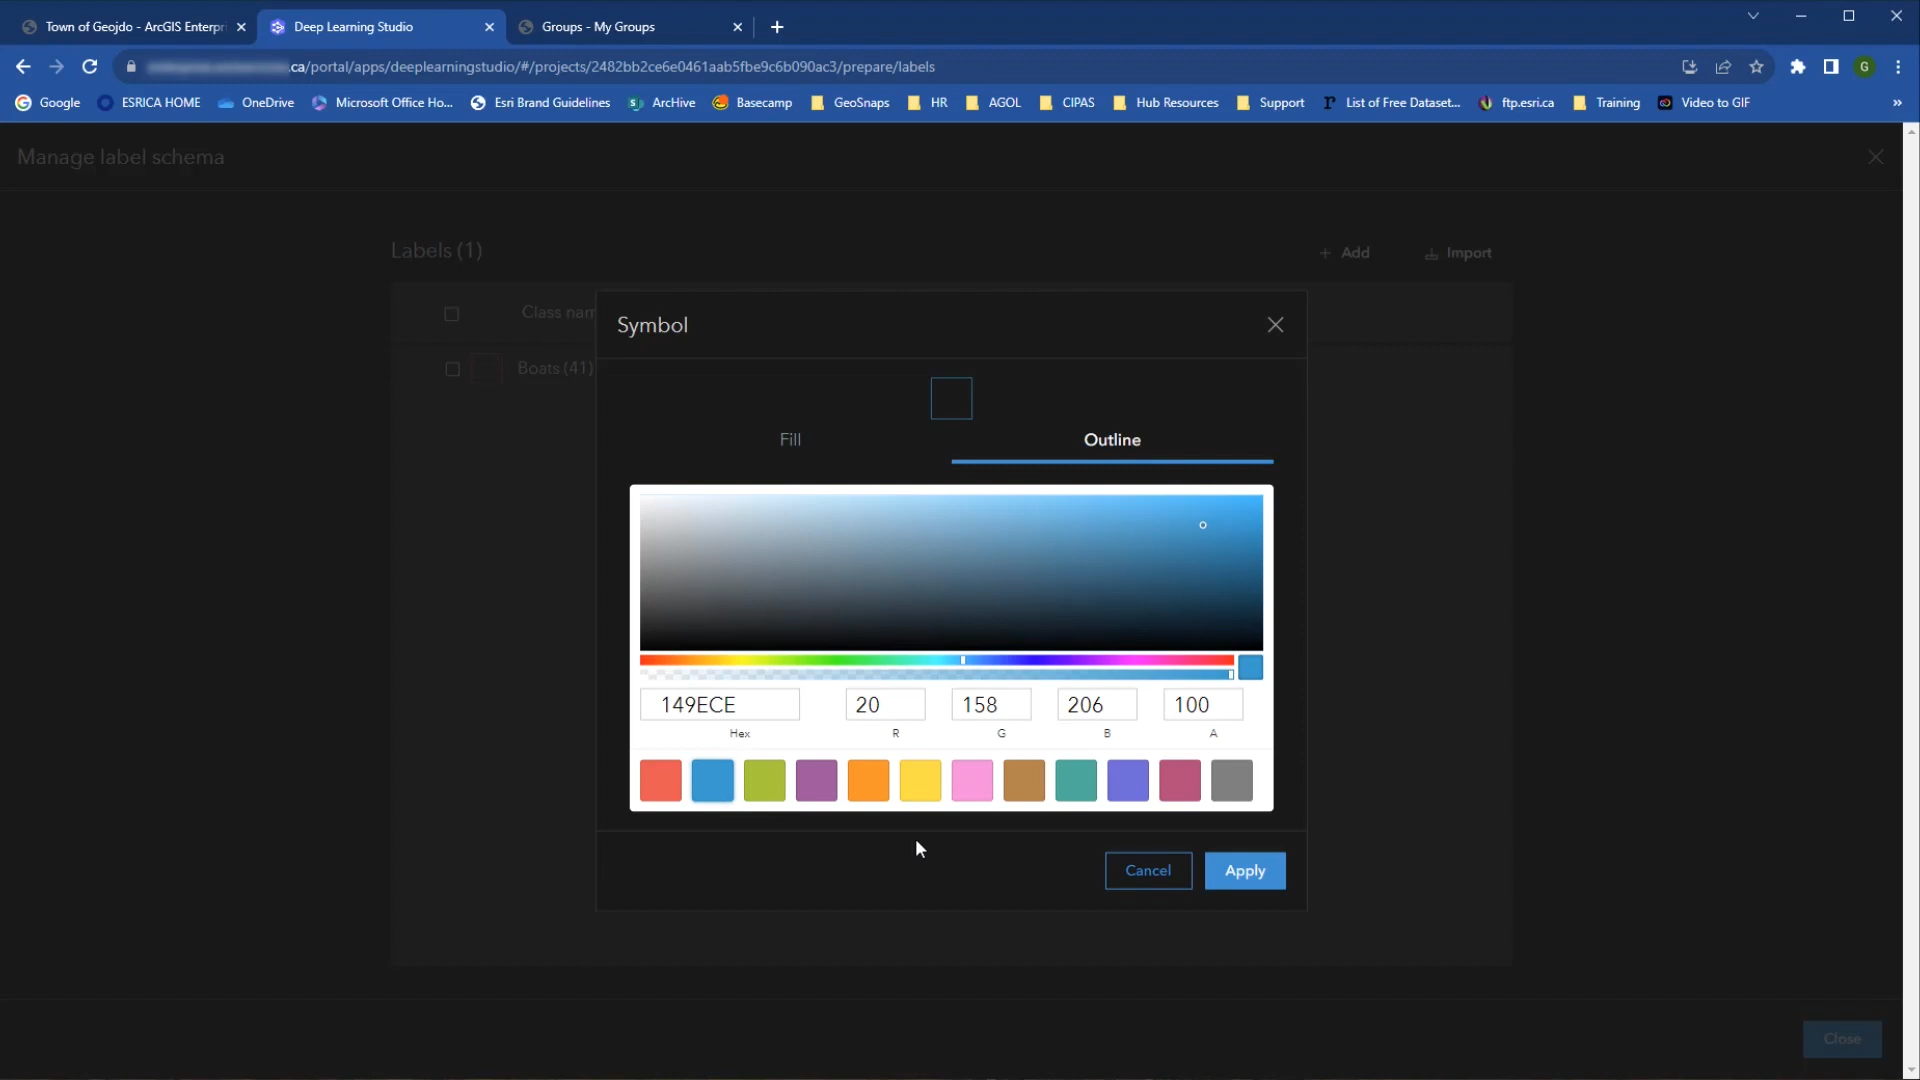 Town of Geojdo - ArcGIS Enterpr
Deep Learning Studio
Groups - My Groups
.ca/portal/apps/deeplearningstudio/#/projects/2482bb2ce6e0461aab5fbe9c6b090ac3/prepare/labels
G
Google
ESRICA HOME
OneDrive
Microsoft Office Ho...
Esri Brand Guidelines
ArcHive
Basecamp
GeoSnaps
HR
AGOL
CIPAS
Hub Resources
Support
List of Free Dataset...
ftp.esri.ca
Training
Video to GIF
»
Manage label schema
Labels (1)
+ Add
Import
Class nam
Boats (41)
Symbol
Fill
Outline
149ECE
20
158
206
100
Hex
R
G
B
A
Cancel
Apply
Close